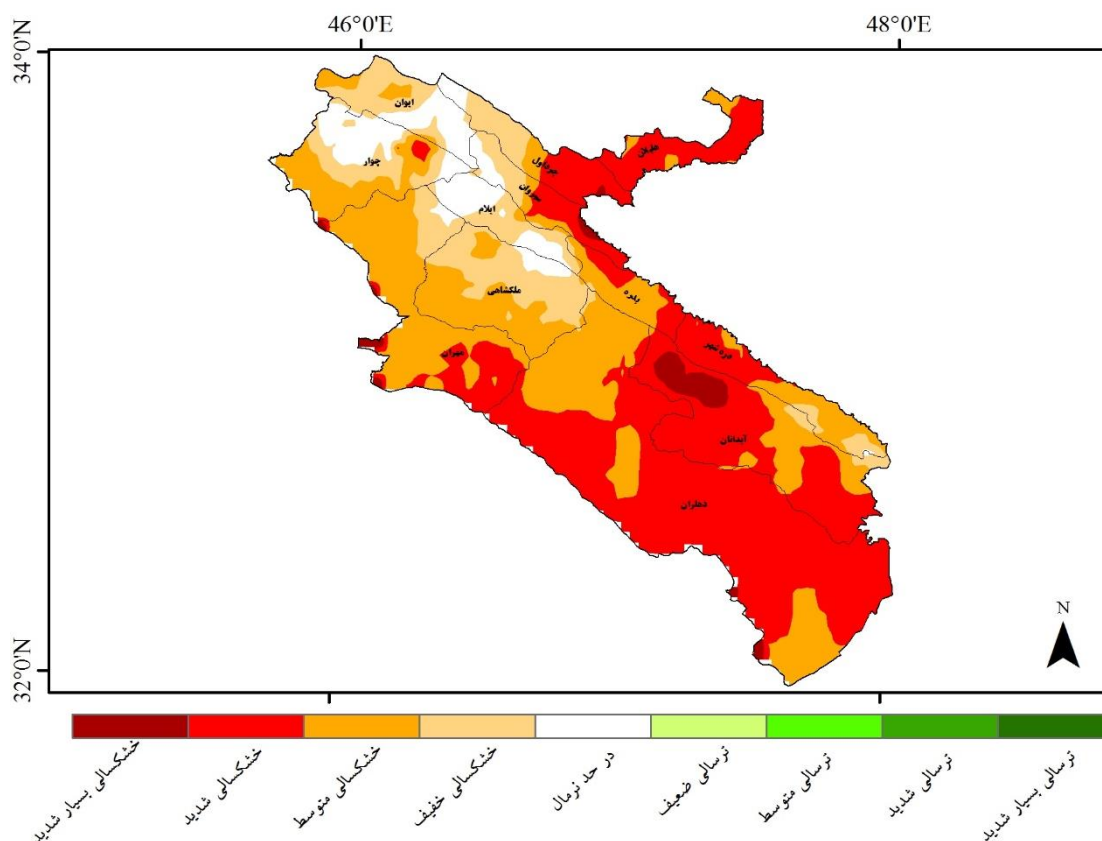 46°0'E 48°0'E
34°0'N
ایوان
چوار
هلیلان
چرداول
سیروان
ایلام
ملکشاهی
بدره
مهران
دره شهر
آبدانان
دهلران
N
32°0'N
خشکسالی بسیار شدید
خشکسالی شدید
خشکسالی متوسط
خشکسالی خفیف
در حد نرمال
ترسالی ضعیف
ترسالی متوسط
ترسالی شدید
ترسالی بسیار شدید